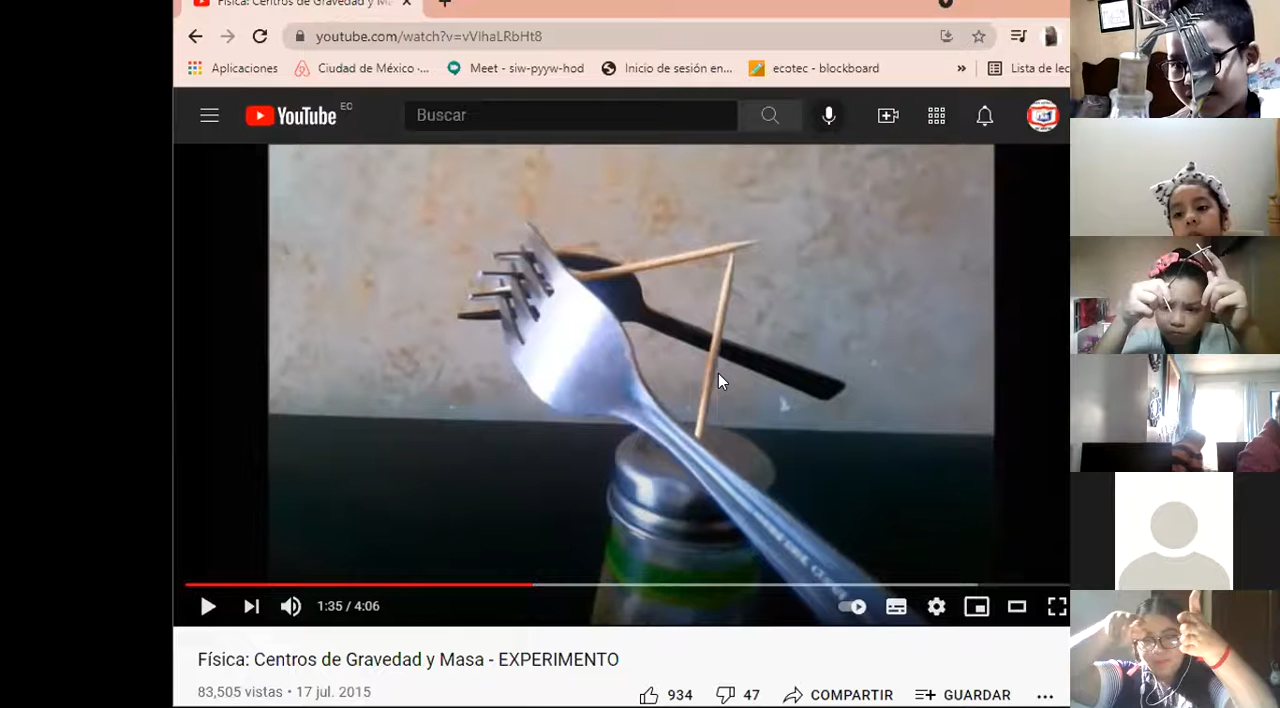 Física: Centros de Gravedad y Ma
youtube.com/watch?v=vVlhaLRbHt8
Aplicaciones
Ciudad de México -...
Meet - siw-pyyw-hod
Inicio de sesión en...
ecotec - blockboard
»
Lista de lec
YouTube EC
Buscar
1:35 / 4:06
Física: Centros de Gravedad y Masa - EXPERIMENTO
83,505 vistas • 17 jul. 2015
934
47
COMPARTIR
GUARDAR